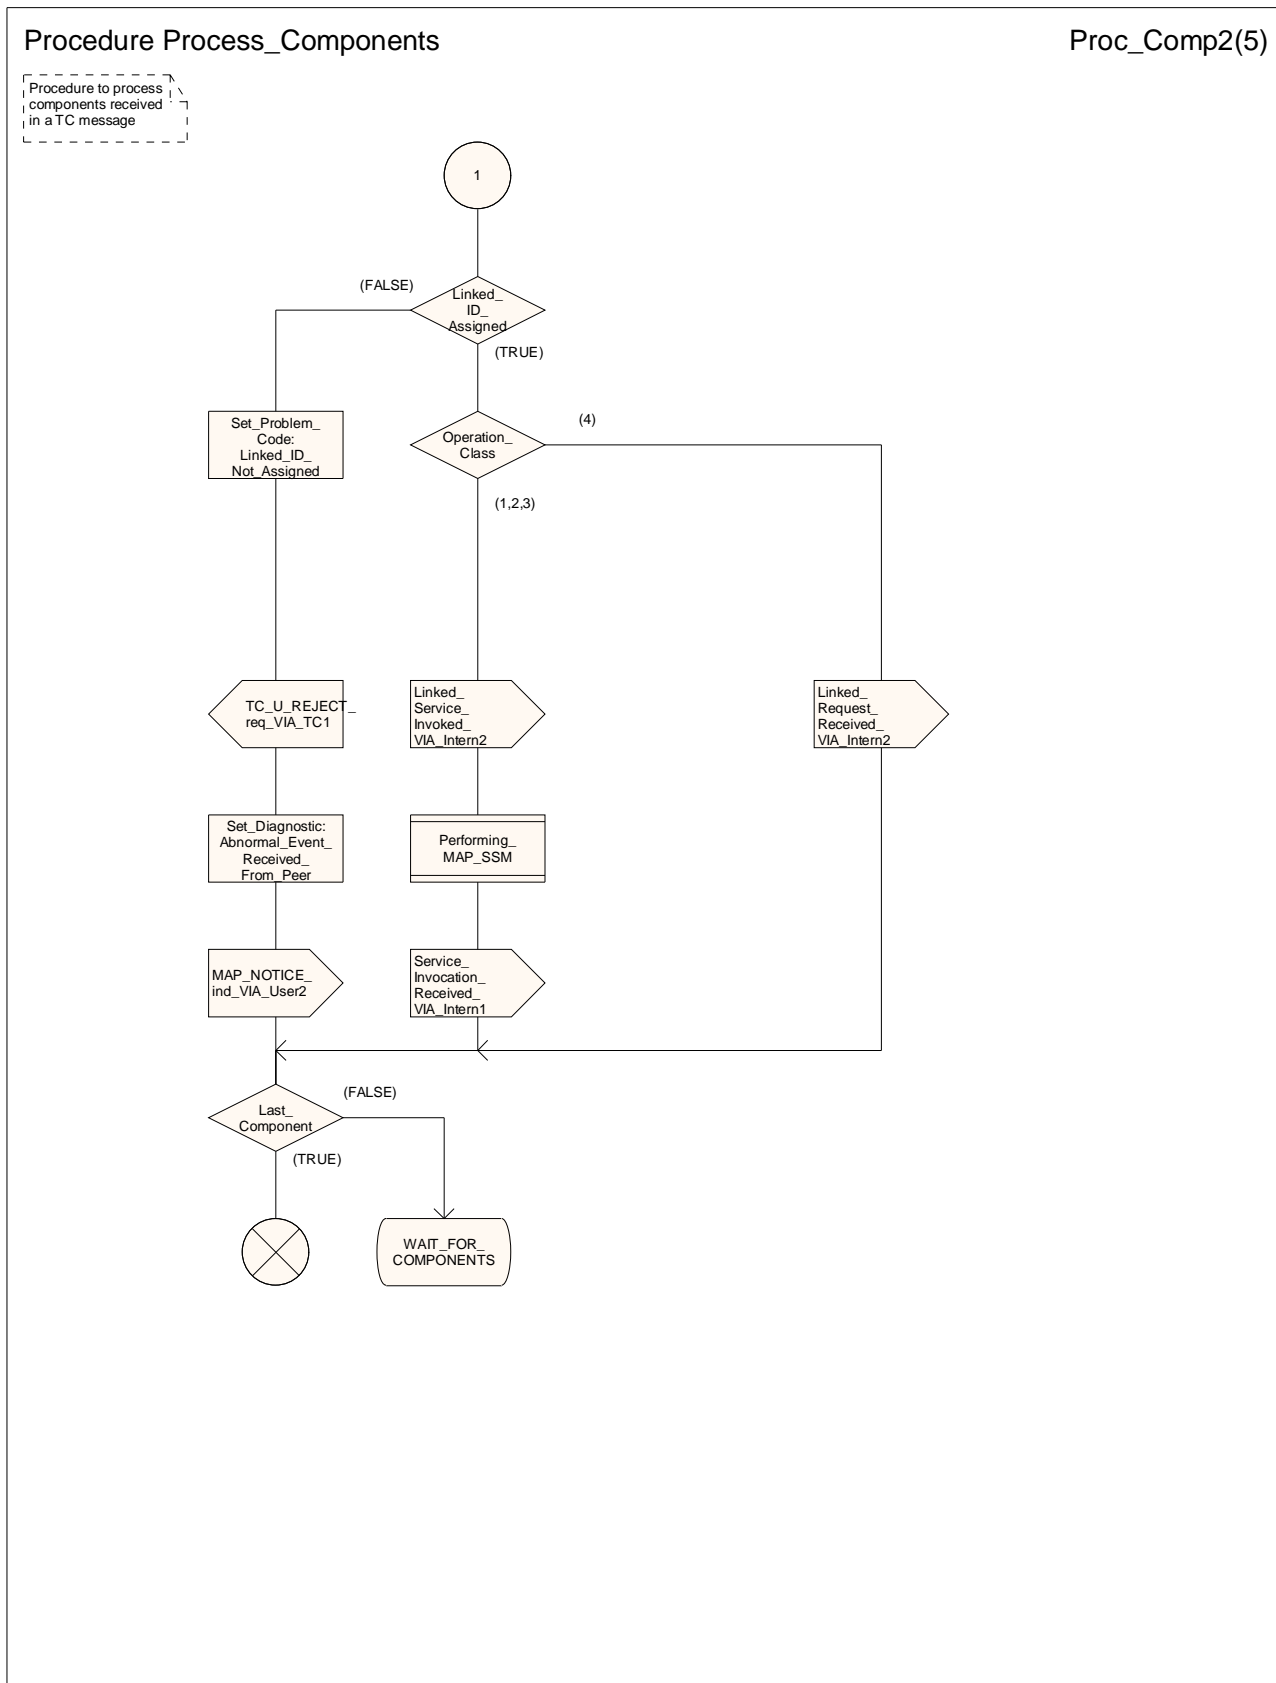 Procedure Process_Components
Proc_Comp2(5)
Procedure to process
components received
in a TC message
1
(FALSE)
Linked_
ID_
Assigned
(TRUE)
Set_Problem_
Code:
Linked_ID_
Not_Assigned
Operation_
Class
(4)
(1,2,3)
TC_U_REJECT_
req_VIA_TC1
Linked_
Service_
Invoked_
VIA_Intern2
Linked_
Request_
Received_
VIA_Intern2
Set_Diagnostic:
Abnormal_Event_
Received_
From_Peer
Performing_
MAP_SSM
MAP_NOTICE_
ind_VIA_User2
Service_
Invocation_
Received_
VIA_Intern1
Last_
Component
(FALSE)
(TRUE)
WAIT_FOR_
COMPONENTS